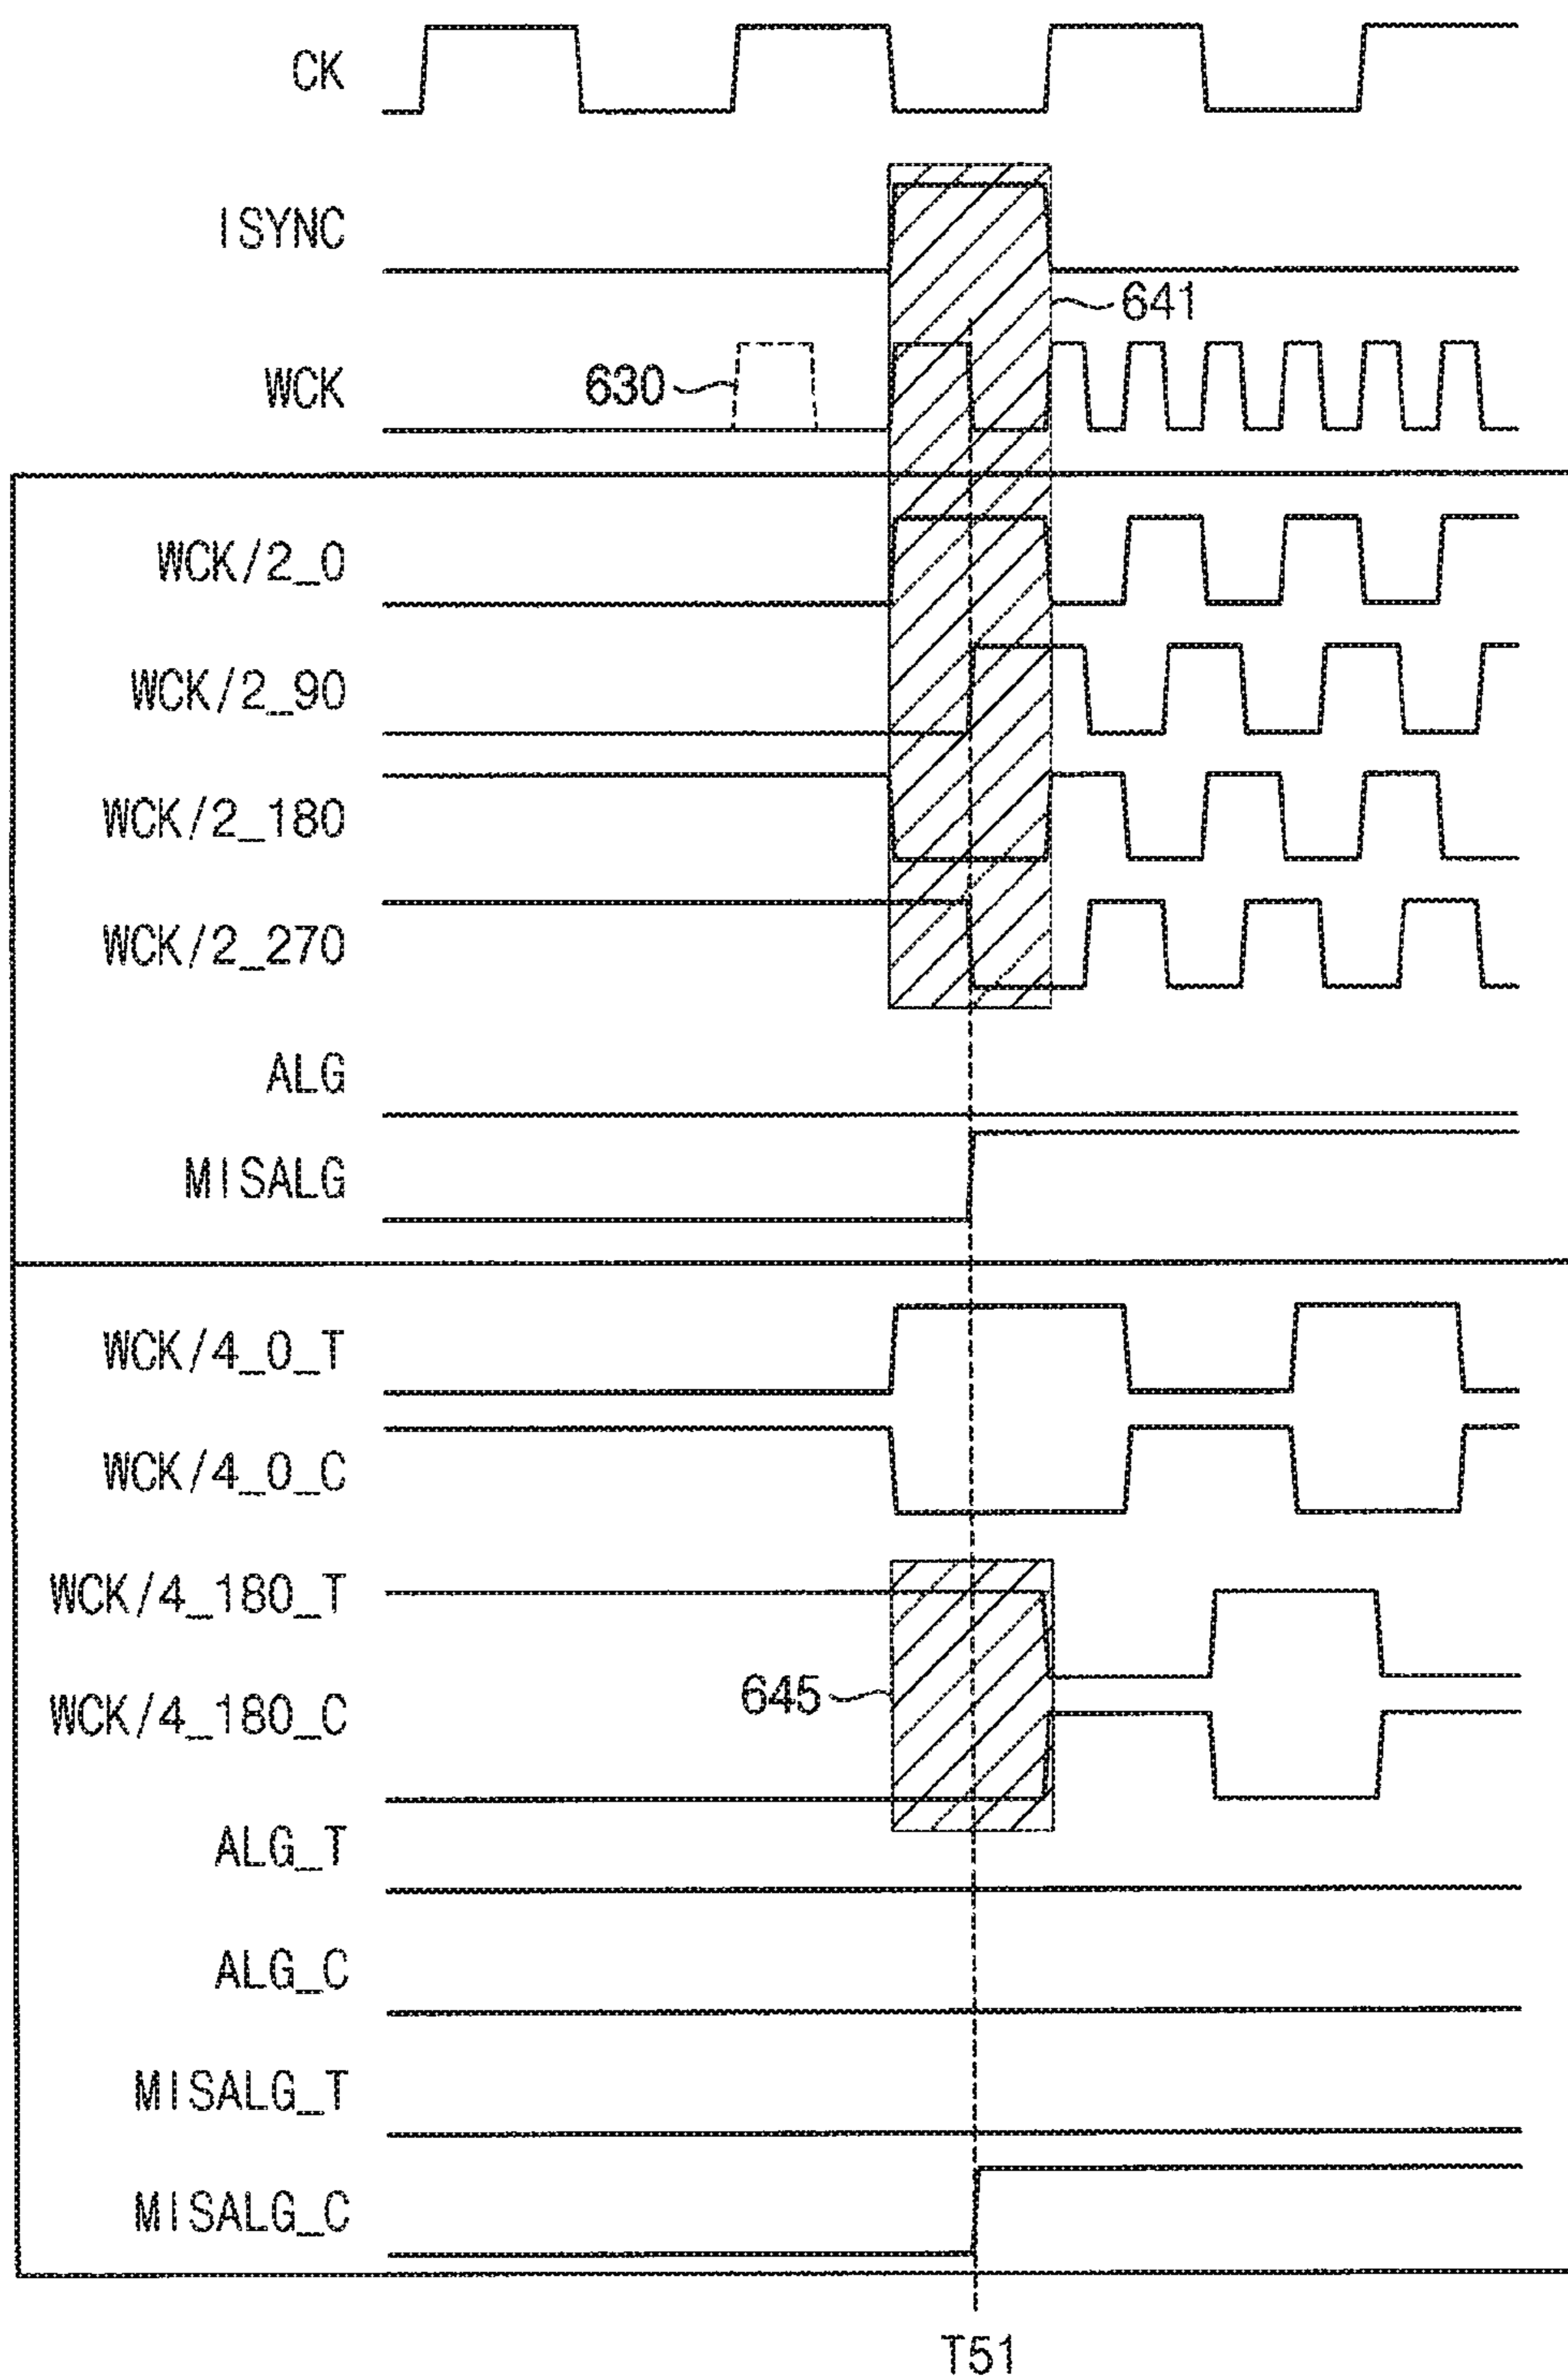 CK
ISYNC
641
WCK
630
WCK/2_0
WCK/2_90
WCK/2_180
WCK/2_270
ALG
MISALG
WCK/4_0_T
WCK/4_0_C
WCK/4_180_T
645
WCK/4_180_C
ALG_T
ALG_C
MISALG_T
MISALG_C
T51